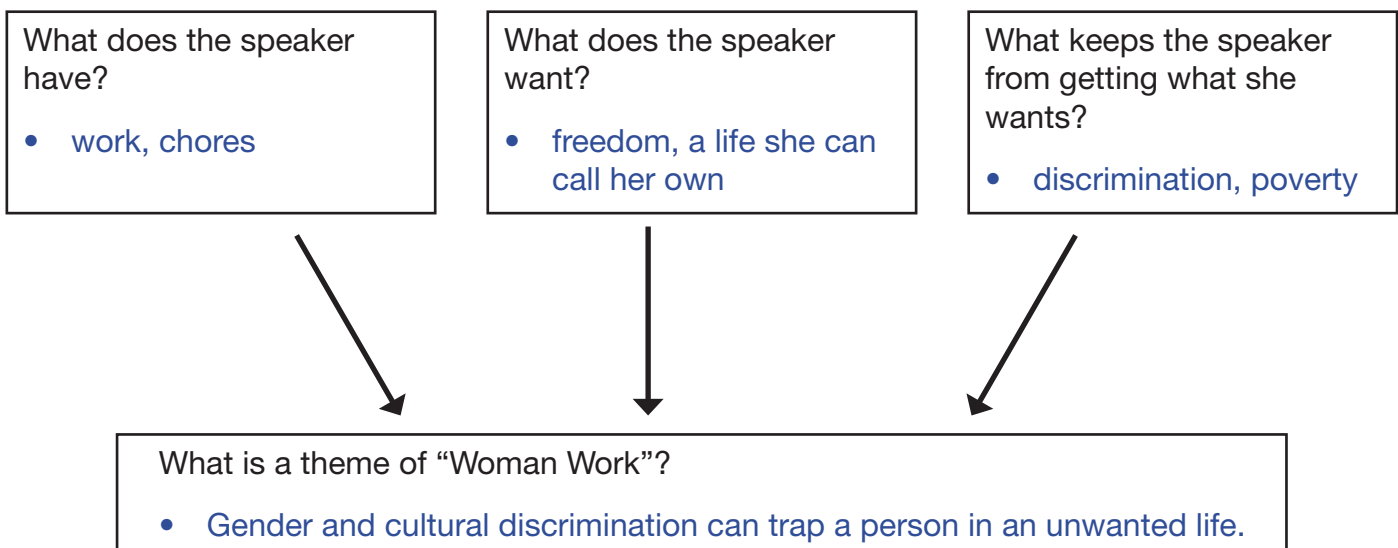 What does the speaker
have?
• work, chores
What does the speaker
want?
• freedom, a life she can
call her own
What keeps the speaker
from getting what she
wants?
• discrimination, poverty
What is a theme of “Woman Work”?
• Gender and cultural discrimination can trap a person in an unwanted life.